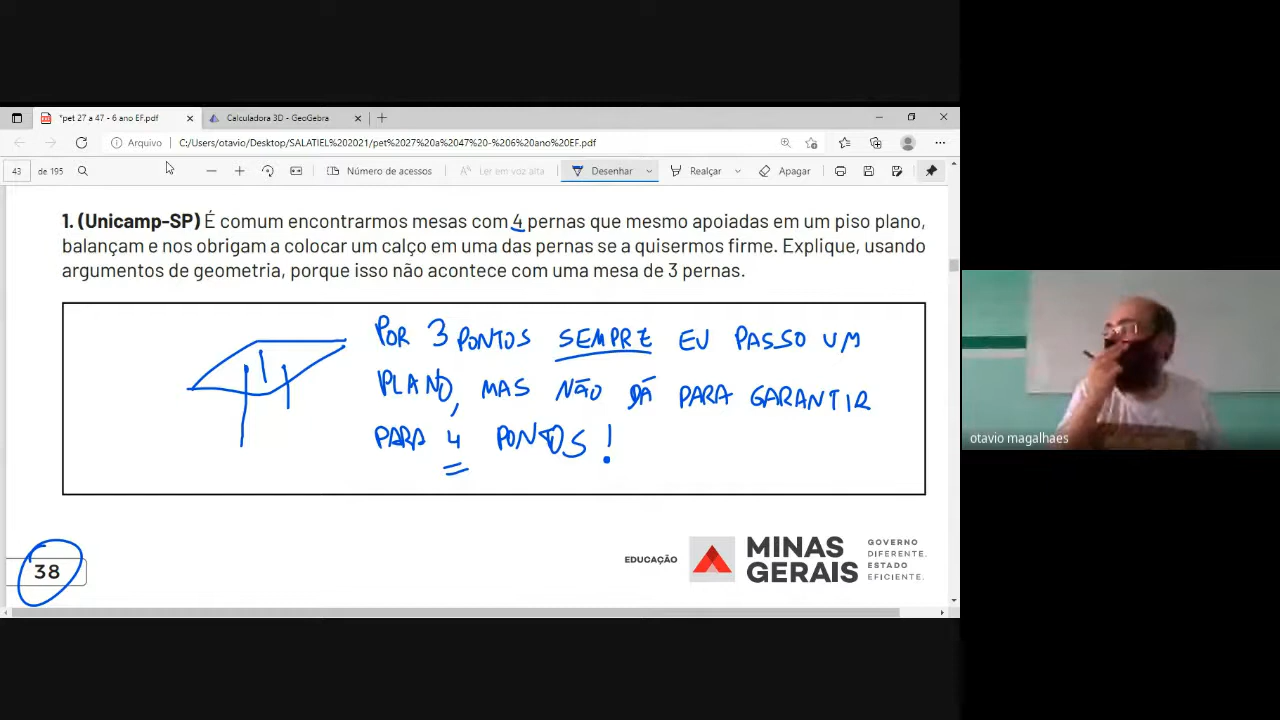 *pet 27 a 47 - 6 ano EF.pdf
Calculadora 3D - GeoGebra
Arquivo
C:/Users/otavio/Desktop/SALATIEL%202021/pet%2027%20a%2047%20-%206%20ano%20EF.pdf
43 de 195
Número de acessos
Ler em voz alta
Desenhar
Realçar
Apagar
1. (Unicamp-SP) É comum encontrarmos mesas com 4 pernas que mesmo apoiadas em um piso plano,
balançam e nos obrigam a colocar um calço em uma das pernas se a quisermos firme. Explique, usando
argumentos de geometria, porque isso não acontece com uma mesa de 3 pernas.
POR 3 PONTOS SEMPRE EU PASSO UM
PLANO, MAS NÃO DÁ PARA GARANTIR
PARA 4 PONTOS!
otavio magalhaes
38
EDUCAÇÃO
MINAS
GERAIS
GOVERNO
DIFERENTE.
ESTADO
EFICIENTE.